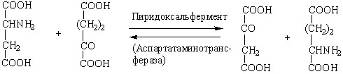 COOH COOH COOH COOH
CH-NH₂ (CH₂)₂ Пиридоксальфермент CO (CH₂)₂
CH₂ + CO (Аспартатаминотранс- CH₂ + CH-NH₂
COOH COOH фераза) COOH COOH